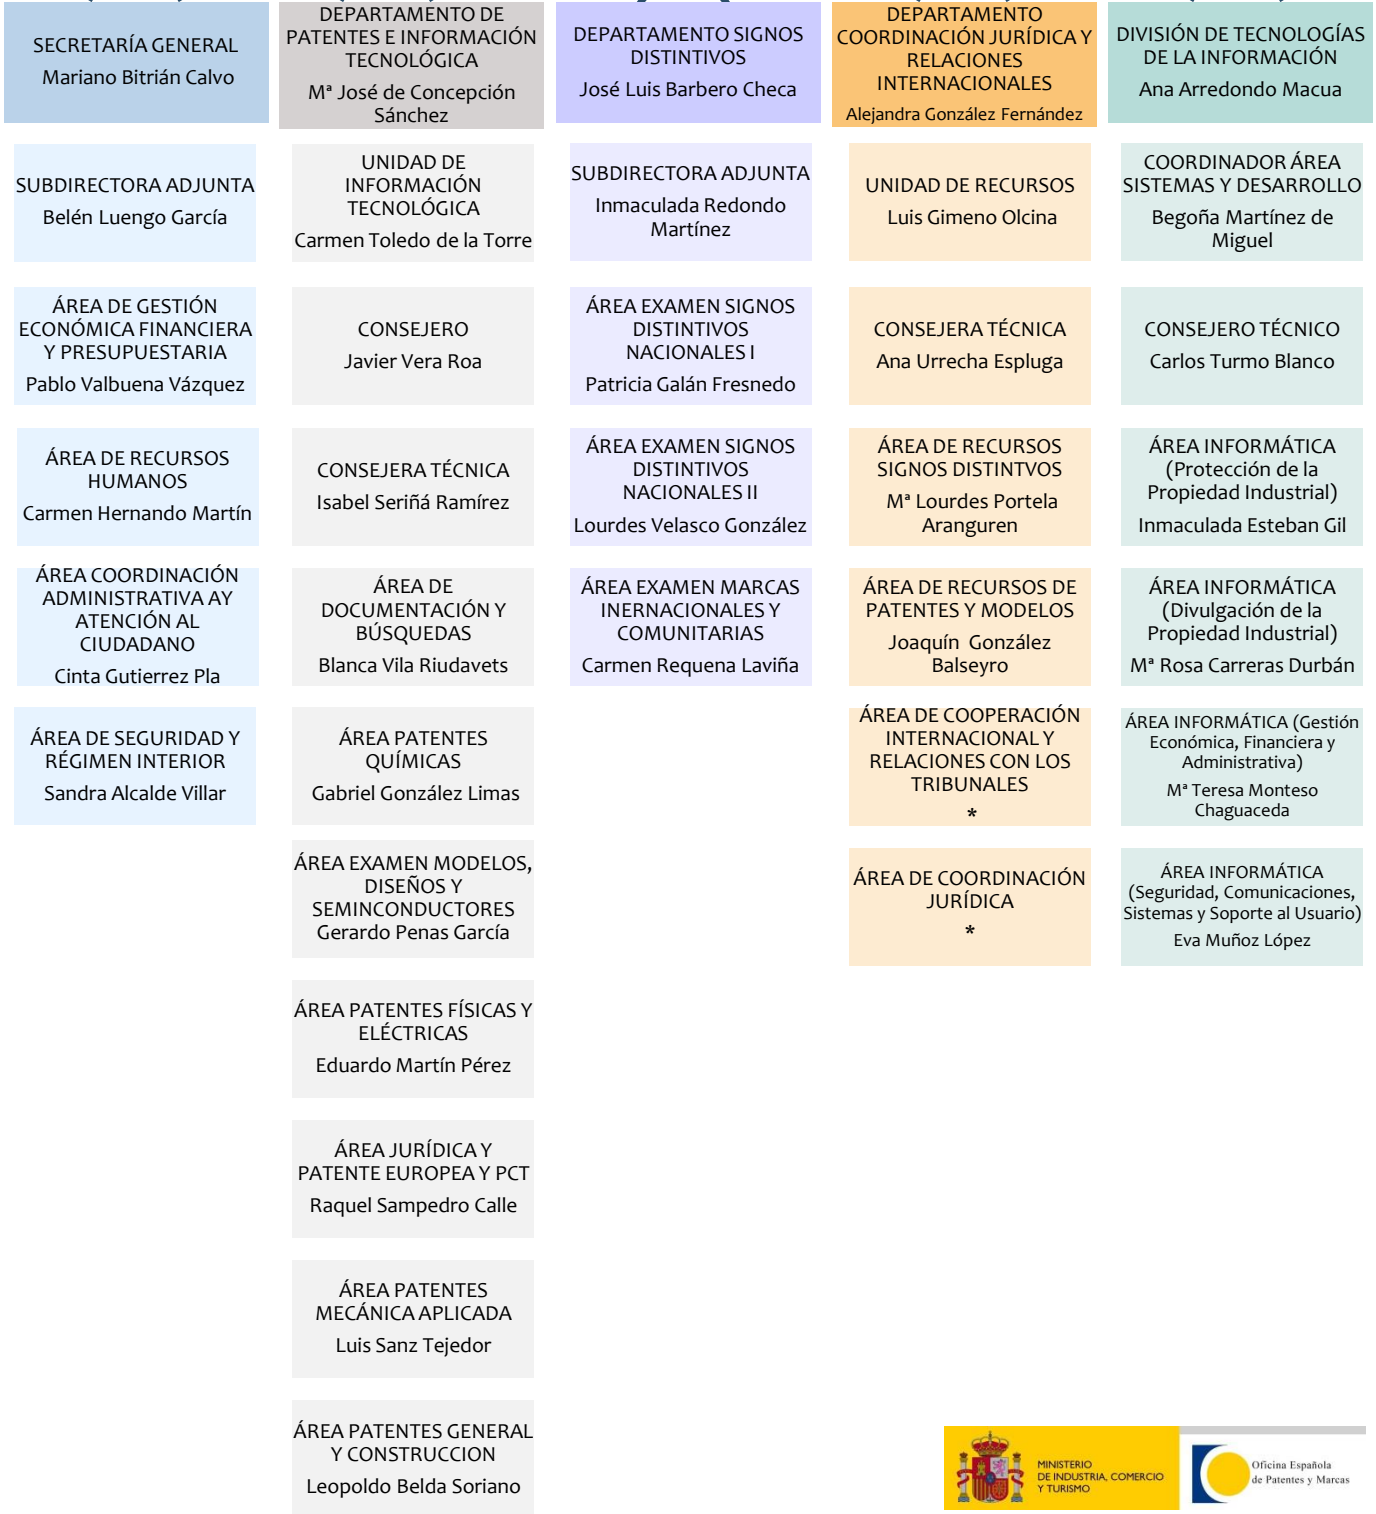 SECRETARÍA GENERAL
Mariano Bitrián Calvo
SUBDIRECTORA ADJUNTA
Belén Luengo García
ÁREA DE GESTIÓN
ECONÓMICA FINANCIERA
Y PRESUPUESTARIA
Pablo Valbuena Vázquez
ÁREA DE RECURSOS
HUMANOS
Carmen Hernando Martín
ÁREA COORDINACIÓN
ADMINISTRATIVA AY
ATENCIÓN AL
CIUDADANO
Cinta Gutierrez Pla
ÁREA DE SEGURIDAD Y
RÉGIMEN INTERIOR
Sandra Alcalde Villar
DEPARTAMENTO DE
PATENTES E INFORMACIÓN
TECNOLÓGICA
Mª José de Concepción
Sánchez
UNIDAD DE
INFORMACIÓN
TECNOLÓGICA
Carmen Toledo de la Torre
CONSEJERO
Javier Vera Roa
CONSEJERA TÉCNICA
Isabel Seriñá Ramírez
ÁREA DE
DOCUMENTACIÓN Y
BÚSQUEDAS
Blanca Vila Riudavets
ÁREA PATENTES
QUÍMICAS
Gabriel González Limas
ÁREA EXAMEN MODELOS,
DISEÑOS Y
SEMINCONDUCTORES
Gerardo Penas García
ÁREA PATENTES FÍSICAS Y
ELÉCTRICAS
Eduardo Martín Pérez
ÁREA JURÍDICA Y
PATENTE EUROPEA Y PCT
Raquel Sampedro Calle
ÁREA PATENTES
MECÁNICA APLICADA
Luis Sanz Tejedor
ÁREA PATENTES GENERAL
Y CONSTRUCCION
Leopoldo Belda Soriano
DEPARTAMENTO SIGNOS
DISTINTIVOS
José Luis Barbero Checa
SUBDIRECTORA ADJUNTA
Inmaculada Redondo
Martínez
ÁREA EXAMEN SIGNOS
DISTINTIVOS
NACIONALES I
Patricia Galán Fresnedo
ÁREA EXAMEN SIGNOS
DISTINTIVOS
NACIONALES II
Lourdes Velasco González
ÁREA EXAMEN MARCAS
INERNACIONALES Y
COMUNITARIAS
Carmen Requena Laviña
DEPARTAMENTO
COORDINACIÓN JURÍDICA Y
RELACIONES
INTERNACIONALES
Alejandra González Fernández
UNIDAD DE RECURSOS
Luis Gimeno Olcina
CONSEJERA TÉCNICA
Ana Urrecha Espluga
ÁREA DE RECURSOS
SIGNOS DISTINTVOS
Mª Lourdes Portela
Aranguren
ÁREA DE RECURSOS DE
PATENTES Y MODELOS
Joaquín González
Balseyro
ÁREA DE COOPERACIÓN
INTERNACIONAL Y
RELACIONES CON LOS
TRIBUNALES
*
ÁREA DE COORDINACIÓN
JURÍDICA
*
DIVISIÓN DE TECNOLOGÍAS
DE LA INFORMACIÓN
Ana Arredondo Macua
COORDINADOR ÁREA
SISTEMAS Y DESARROLLO
Begoña Martínez de
Miguel
CONSEJERO TÉCNICO
Carlos Turmo Blanco
ÁREA INFORMÁTICA
(Protección de la
Propiedad Industrial)
Inmaculada Esteban Gil
ÁREA INFORMÁTICA
(Divulgación de la
Propiedad Industrial)
Mª Rosa Carreras Durbán
ÁREA INFORMÁTICA (Gestión
Económica, Financiera y
Administrativa)
Mª Teresa Monteso
Chaguaceda
ÁREA INFORMÁTICA
(Seguridad, Comunicaciones,
Sistemas y Soporte al Usuario)
Eva Muñoz López
MINISTERIO
DE INDUSTRIA, COMERCIO
Y TURISMO
Oficina Española
de Patentes y Marcas